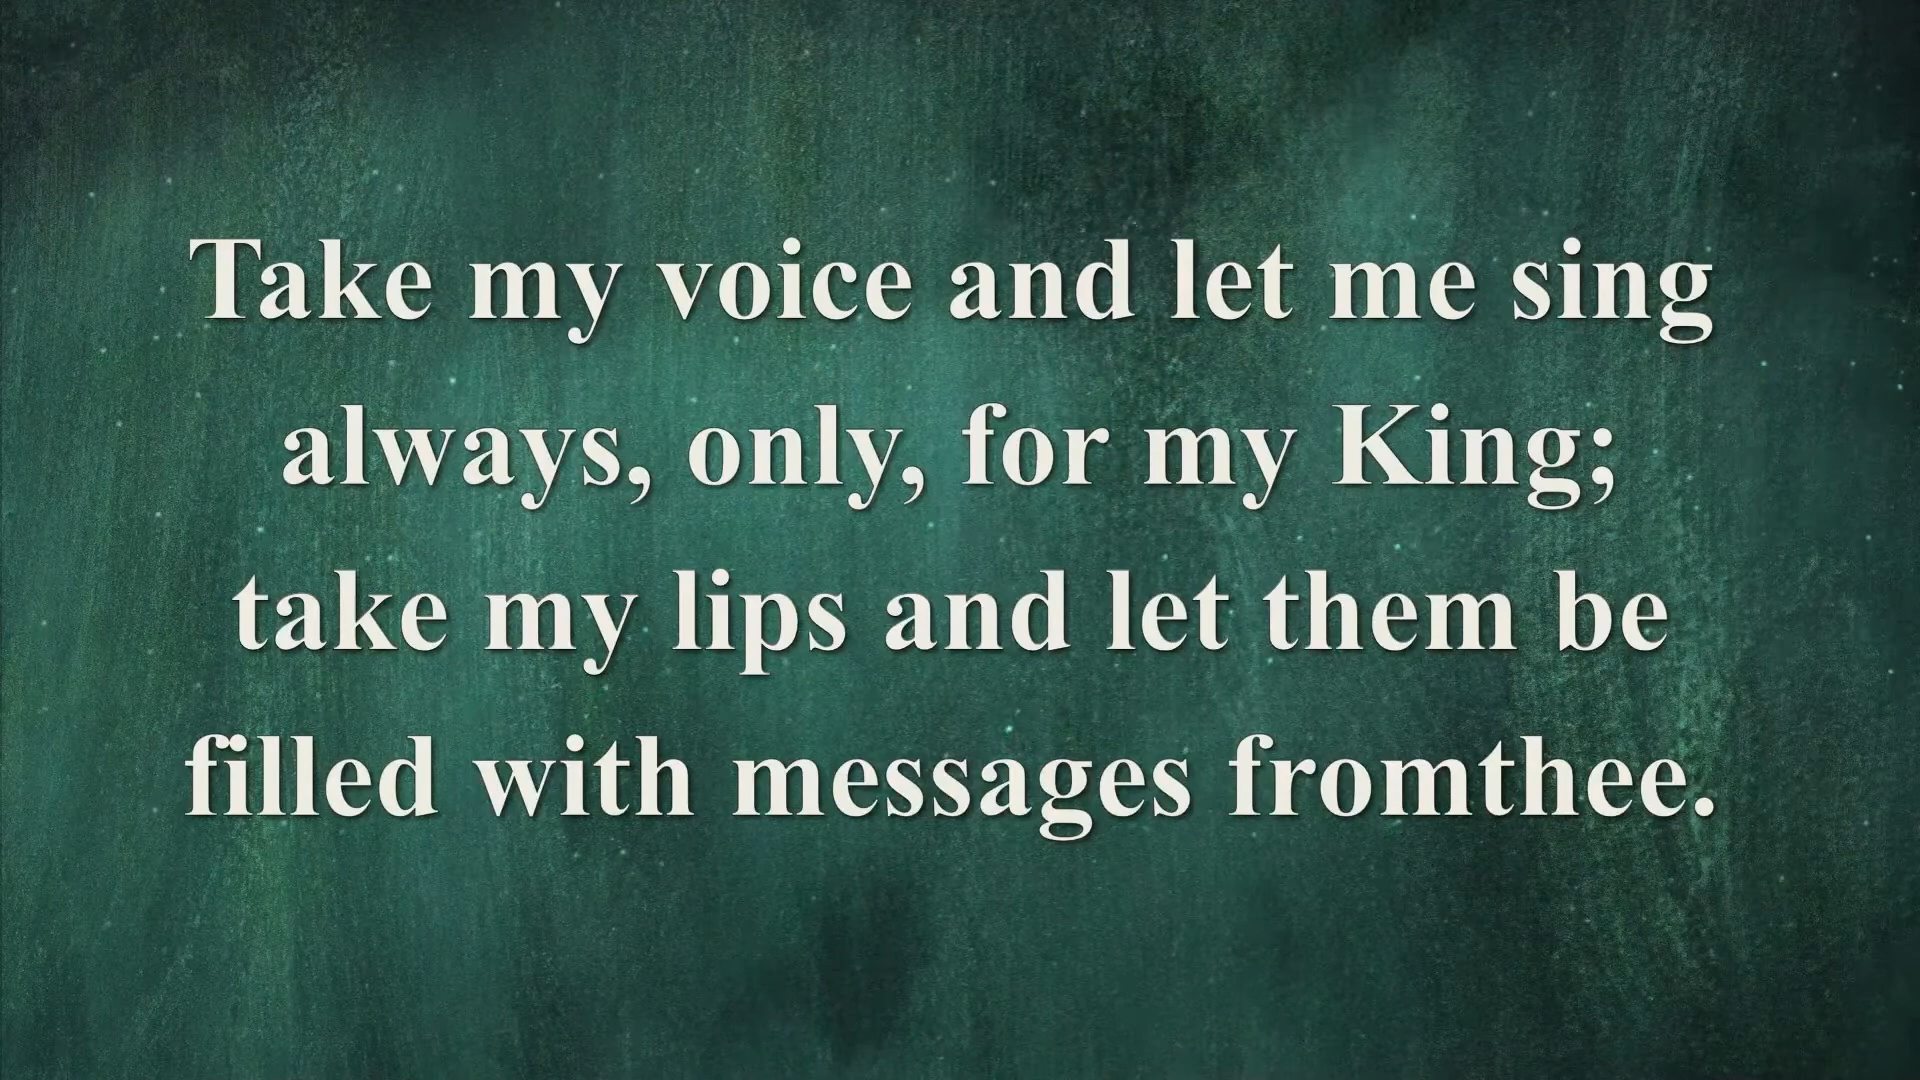 Take my voice and let me sing
always, only, for my King;
take my lips and let them be
filled with messages fromthee.